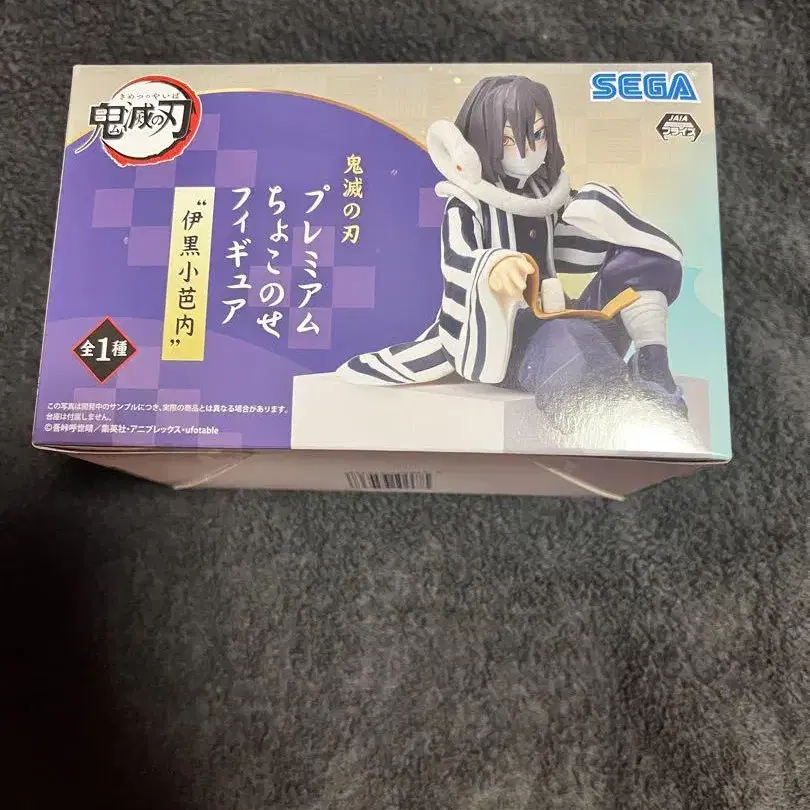 きめつのやいば
鬼滅の刃
SEGA
JAIA
プライズ
鬼滅の刃
プレミアム
ちょこのせ
フィギュア
“伊黒小芭内”
全1種
この写真は開発中のサンプルにつき、実際の商品とは異なる場合があります。
台座は付属しません。
©吾峠呼世晴／集英社・アニプレックス・ufotable